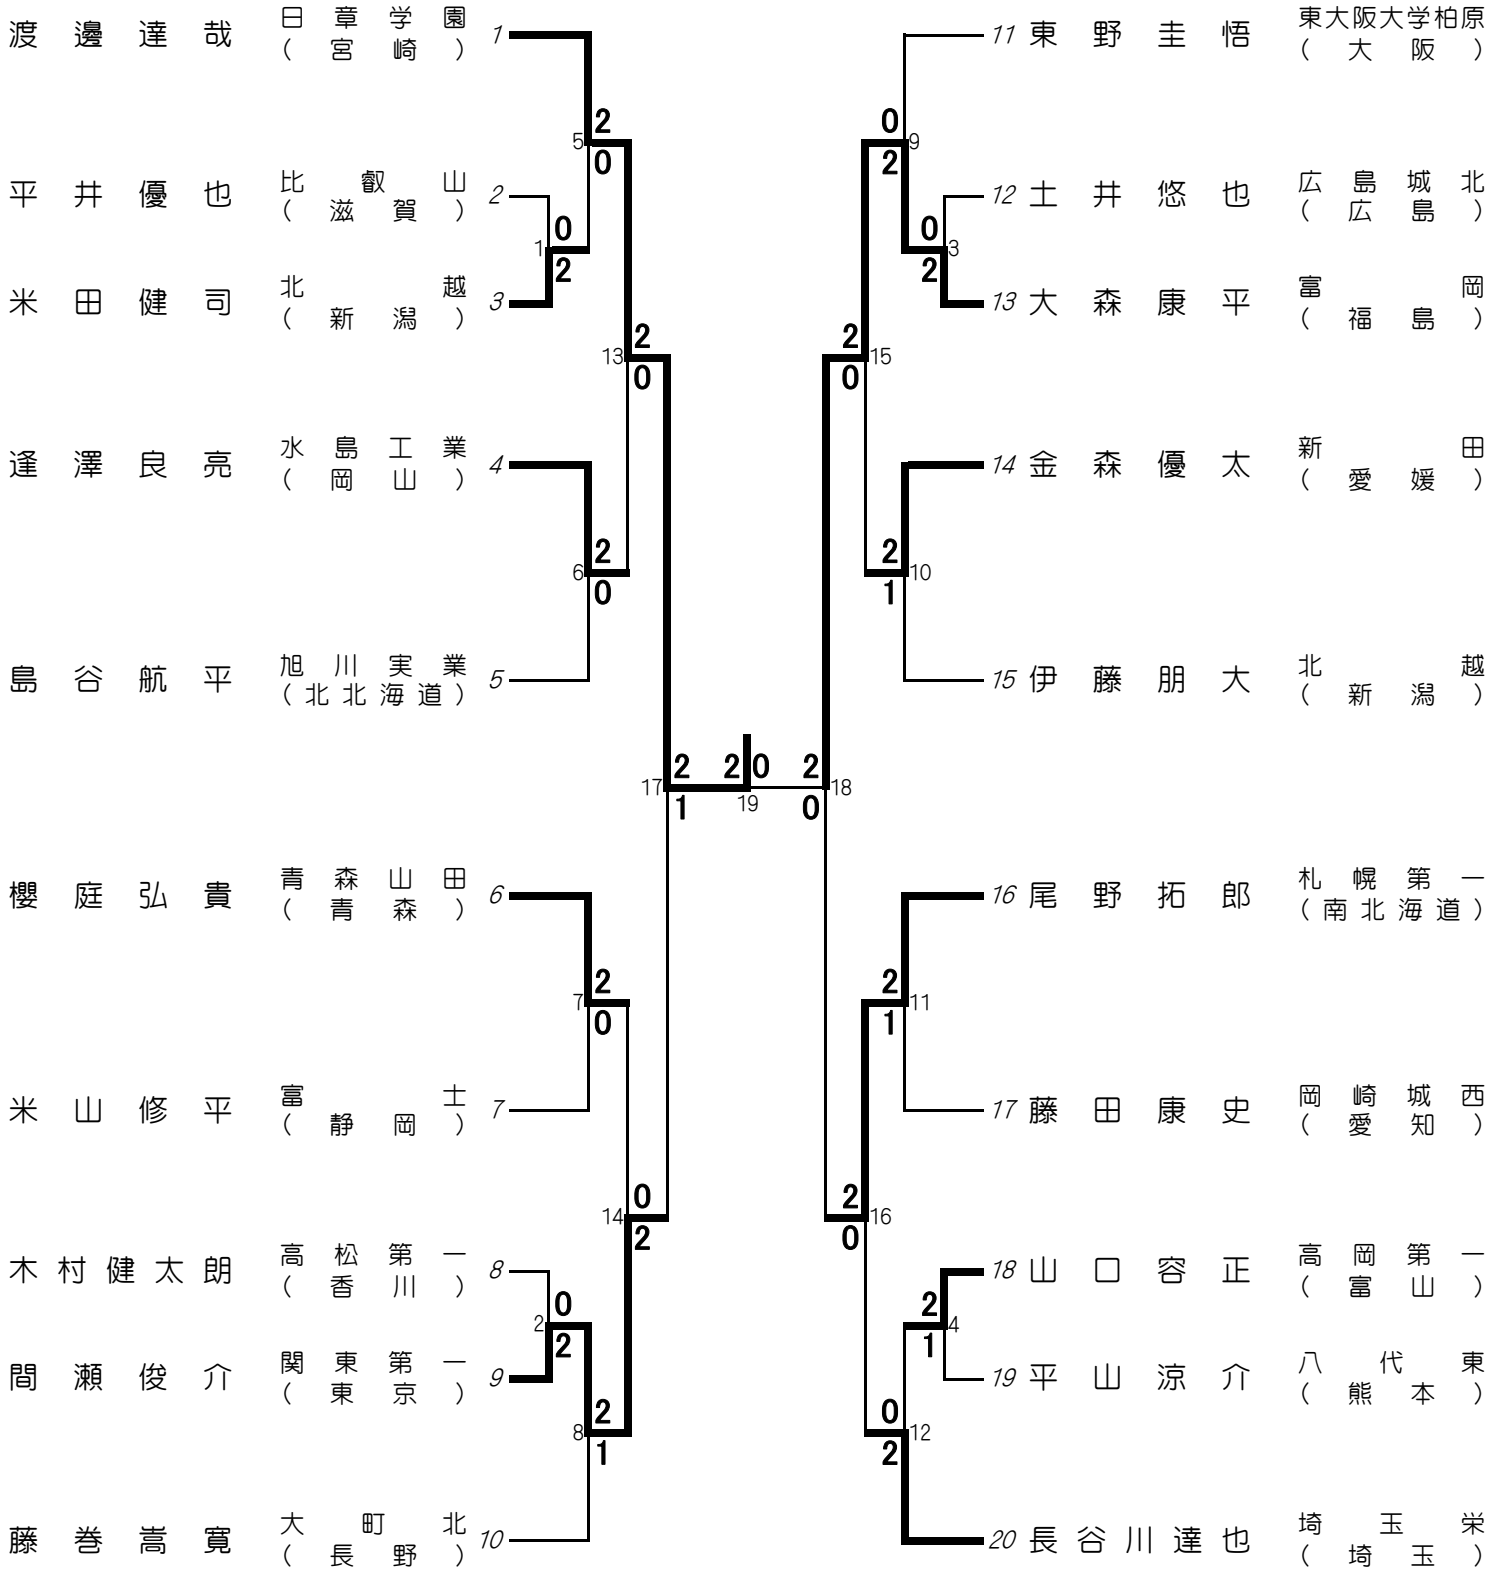 渡邊達哉 日章学園 1
(宮崎)
2
5
0
平井優也 比叡山 2
(滋賀)
0
1
2
米田健司 北越 3
(新潟)
2
13
0
逢澤良亮 水島工業 4
(岡山)
2
6
0
島谷航平 旭川実業 5
(北北海道)
2 2 0 2
17 19 18
1 0
櫻庭弘貴 青森山田 6
(青森)
2
7
0
米山修平 富士 7
(静岡)
0
14
2
木村健太朗 高松第一 8
(香川)
0
2
2
間瀬俊介 関東第一 9
(東京)
2
8
1
藤巻嵩寛 大町北 10
(長野)
11 東野圭悟 東大阪大学柏原
(大阪)
0
9
2
12 土井悠也 広島城北
(広島)
0
3
2
13 大森康平 富岡
(福島)
2
15
0
14 金森優太 新田
(愛媛)
2
10
1
15 伊藤朋大 北越
(新潟)
16 尾野拓郎 札幌第一
(南北海道)
2
11
1
17 藤田康史 岡崎城西
(愛知)
2
16
0
18 山口容正 高岡第一
(富山)
2
4
1
19 平山涼介 八代東
(熊本)
0
12
2
20 長谷川達也 埼玉栄
(埼玉)